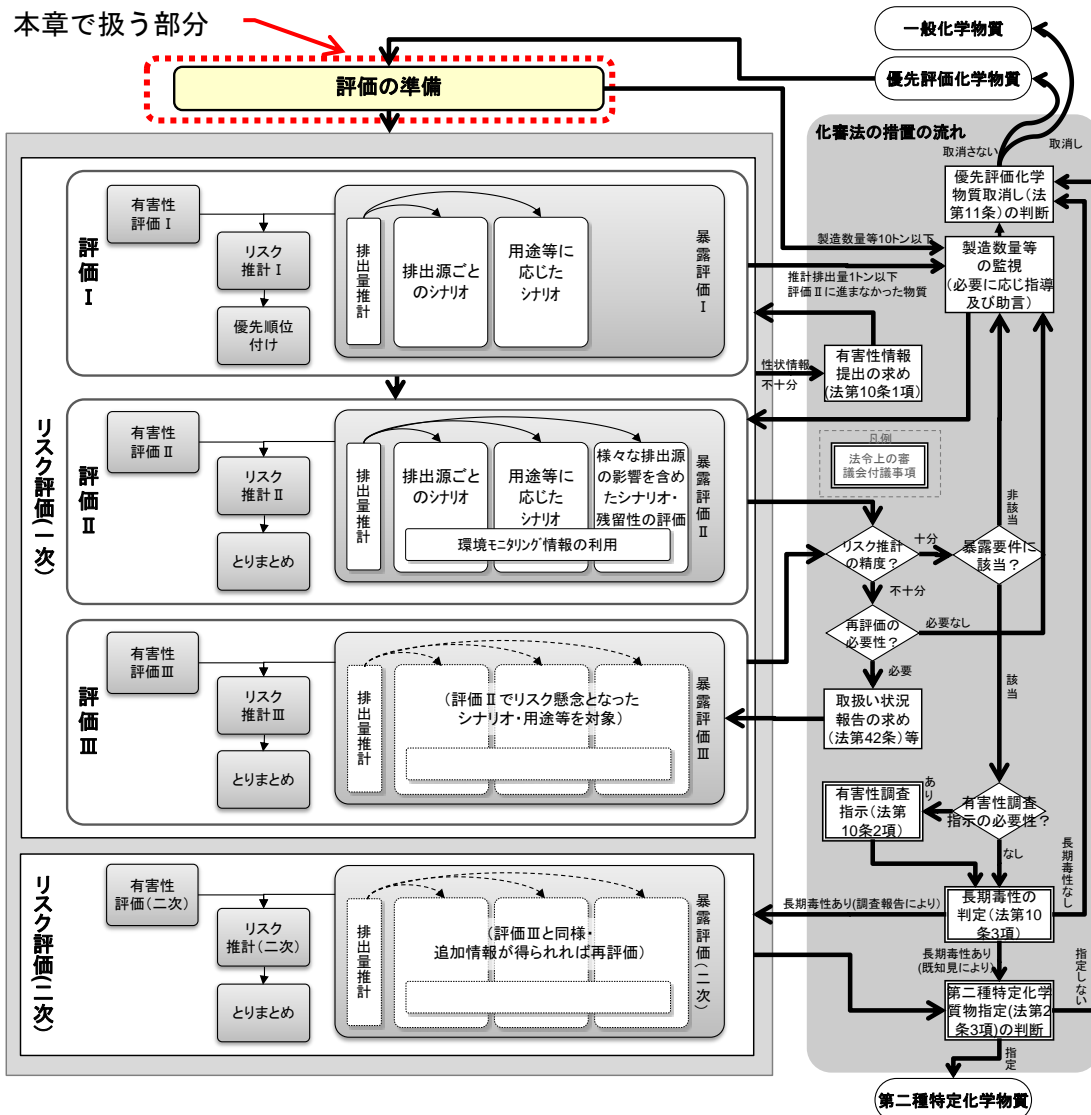 本章で扱う部分
評価の準備
一般化学物質
優先評価化学物質
化審法の措置の流れ
取消さない
取消し
優先評価化学
物質取消し(法
第11条)の判断
製造数量等10トン以下
製造数量等
の監視
(必要に応じ指導
及び助言)
推計排出量1トン以下
評価Ⅱに進まなかった物質
性状情報
不十分
有害性情報
提出の求め
(法第10条1項)
凡例
法令上の審
議会付議事項
リスク評価(一次)
評価Ⅰ
有害性
評価Ⅰ
リスク
推計Ⅰ
優先順位
付け
排出量推計
排出源ごと
のシナリオ
用途等に
応じた
シナリオ
暴露評価Ⅰ
評価Ⅱ
有害性
評価Ⅱ
リスク
推計Ⅱ
とりまとめ
排出量推計
排出源ごと
のシナリオ
用途等に
応じた
シナリオ
様々な排出源
の影響を含め
たシナリオ・
残留性の評価
環境モニタリング情報の利用
暴露評価Ⅱ
リスク推計
の精度?
十分
不十分
暴露要件に
該当?
非該当
該当
再評価の
必要性?
必要なし
必要
取扱い状況
報告の求め
(法第42条)等
評価Ⅲ
有害性
評価Ⅲ
リスク
推計Ⅲ
とりまとめ
排出量推計
(評価Ⅱでリスク懸念となった
シナリオ・用途等を対象)
暴露評価Ⅲ
有害性調査
指示(法第
10条2項)
あり
有害性調査
指示の必要性?
なし
長期毒性なし
リスク評価(二次)
有害性
評価(二次)
リスク
推計(二次)
とりまとめ
排出量推計
(評価Ⅲと同様・
追加情報が得られれば再評価)
暴露評価(二次)
長期毒性あり(調査報告により)
長期毒性の
判定(法第10
条3項)
長期毒性あり
(既知見により)
指定しない
第二種特定化学
質物指定(法第2
条3項)の判断
指定
第二種特定化学物質